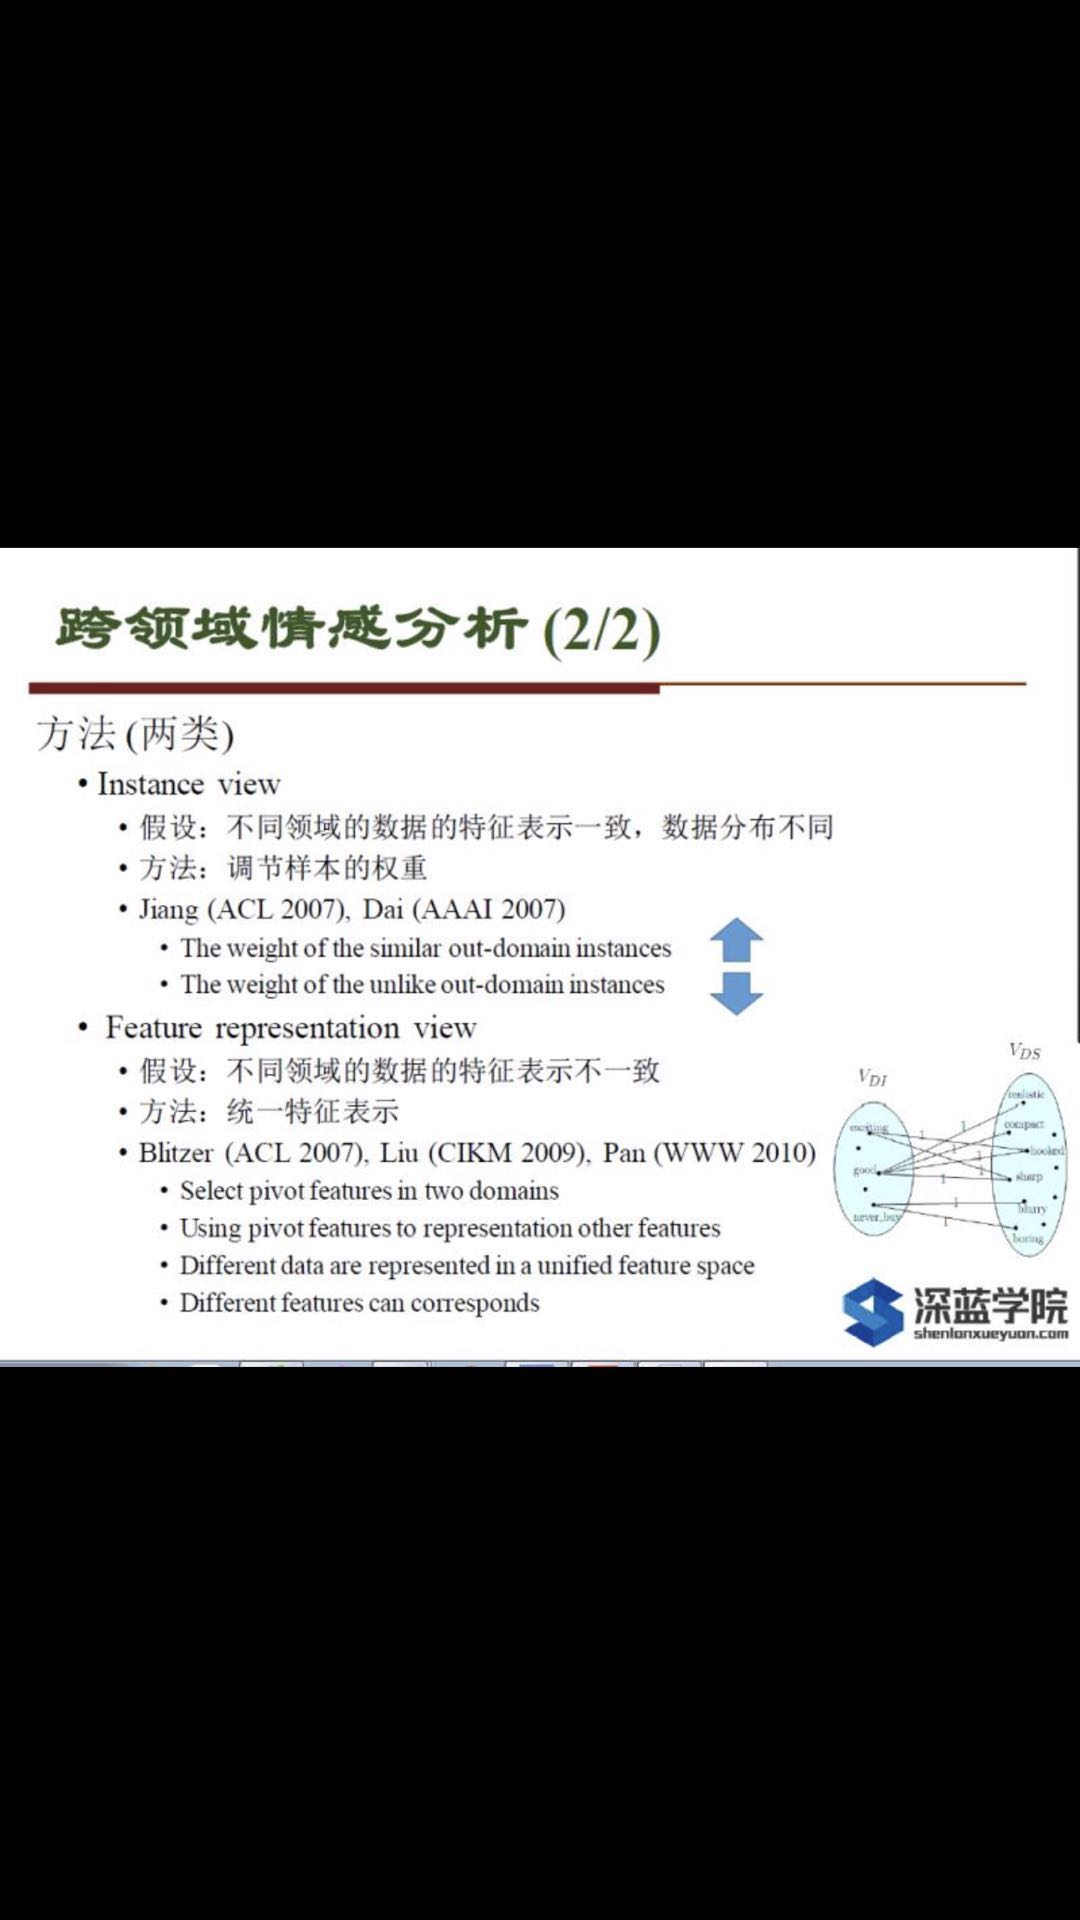 跨领域情感分析 (2/2)
方法 (两类)
• Instance view
• 假设：不同领域的数据的特征表示一致，数据分布不同
• 方法：调节样本的权重
• Jiang (ACL 2007), Dai (AAAI 2007)
• The weight of the similar out-domain instances
• The weight of the unlike out-domain instances
• Feature representation view
• 假设：不同领域的数据的特征表示不一致
• 方法：统一特征表示
• Blitzer (ACL 2007), Liu (CIKM 2009), Pan (WWW 2010)
• Select pivot features in two domains
• Using pivot features to representation other features
• Different data are represented in a unified feature space
• Different features can corresponds
V_DI
exciting
good
never_buy
V_DS
realistic
compact
hooked
sharp
blurry
boring
1
1
1
1
1
1
1
1
深蓝学院
shenlanxueyuan.com